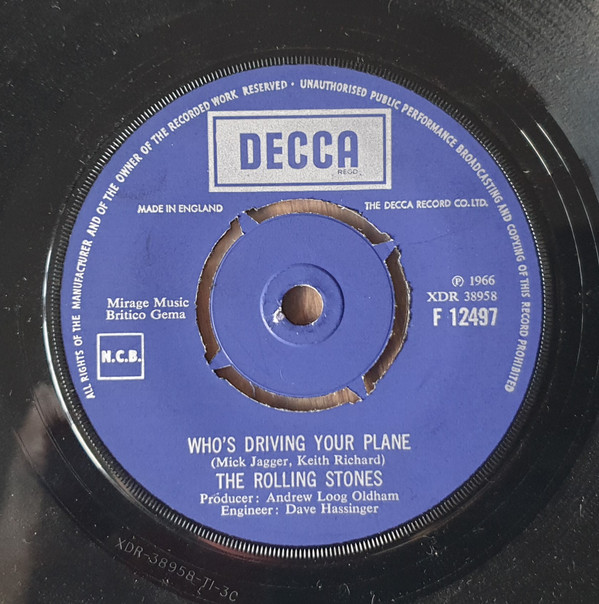 ALL RIGHTS OF THE MANUFACTURER AND OF THE OWNER OF THE RECORDED WORK RESERVED · UNAUTHORISED PUBLIC PERFORMANCE BROADCASTING AND COPYING OF THIS RECORD PROHIBITED
DECCA
REGD.
MADE IN ENGLAND
THE DECCA RECORD CO. LTD.
℗ 1966
XDR 38958
F 12497
Mirage Music
Britico Gema
N.C.B.
WHO'S DRIVING YOUR PLANE
(Mick Jagger, Keith Richard)
THE ROLLING STONES
Producer: Andrew Loog Oldham
Engineer: Dave Hassinger
XDR-38958-T1-3C